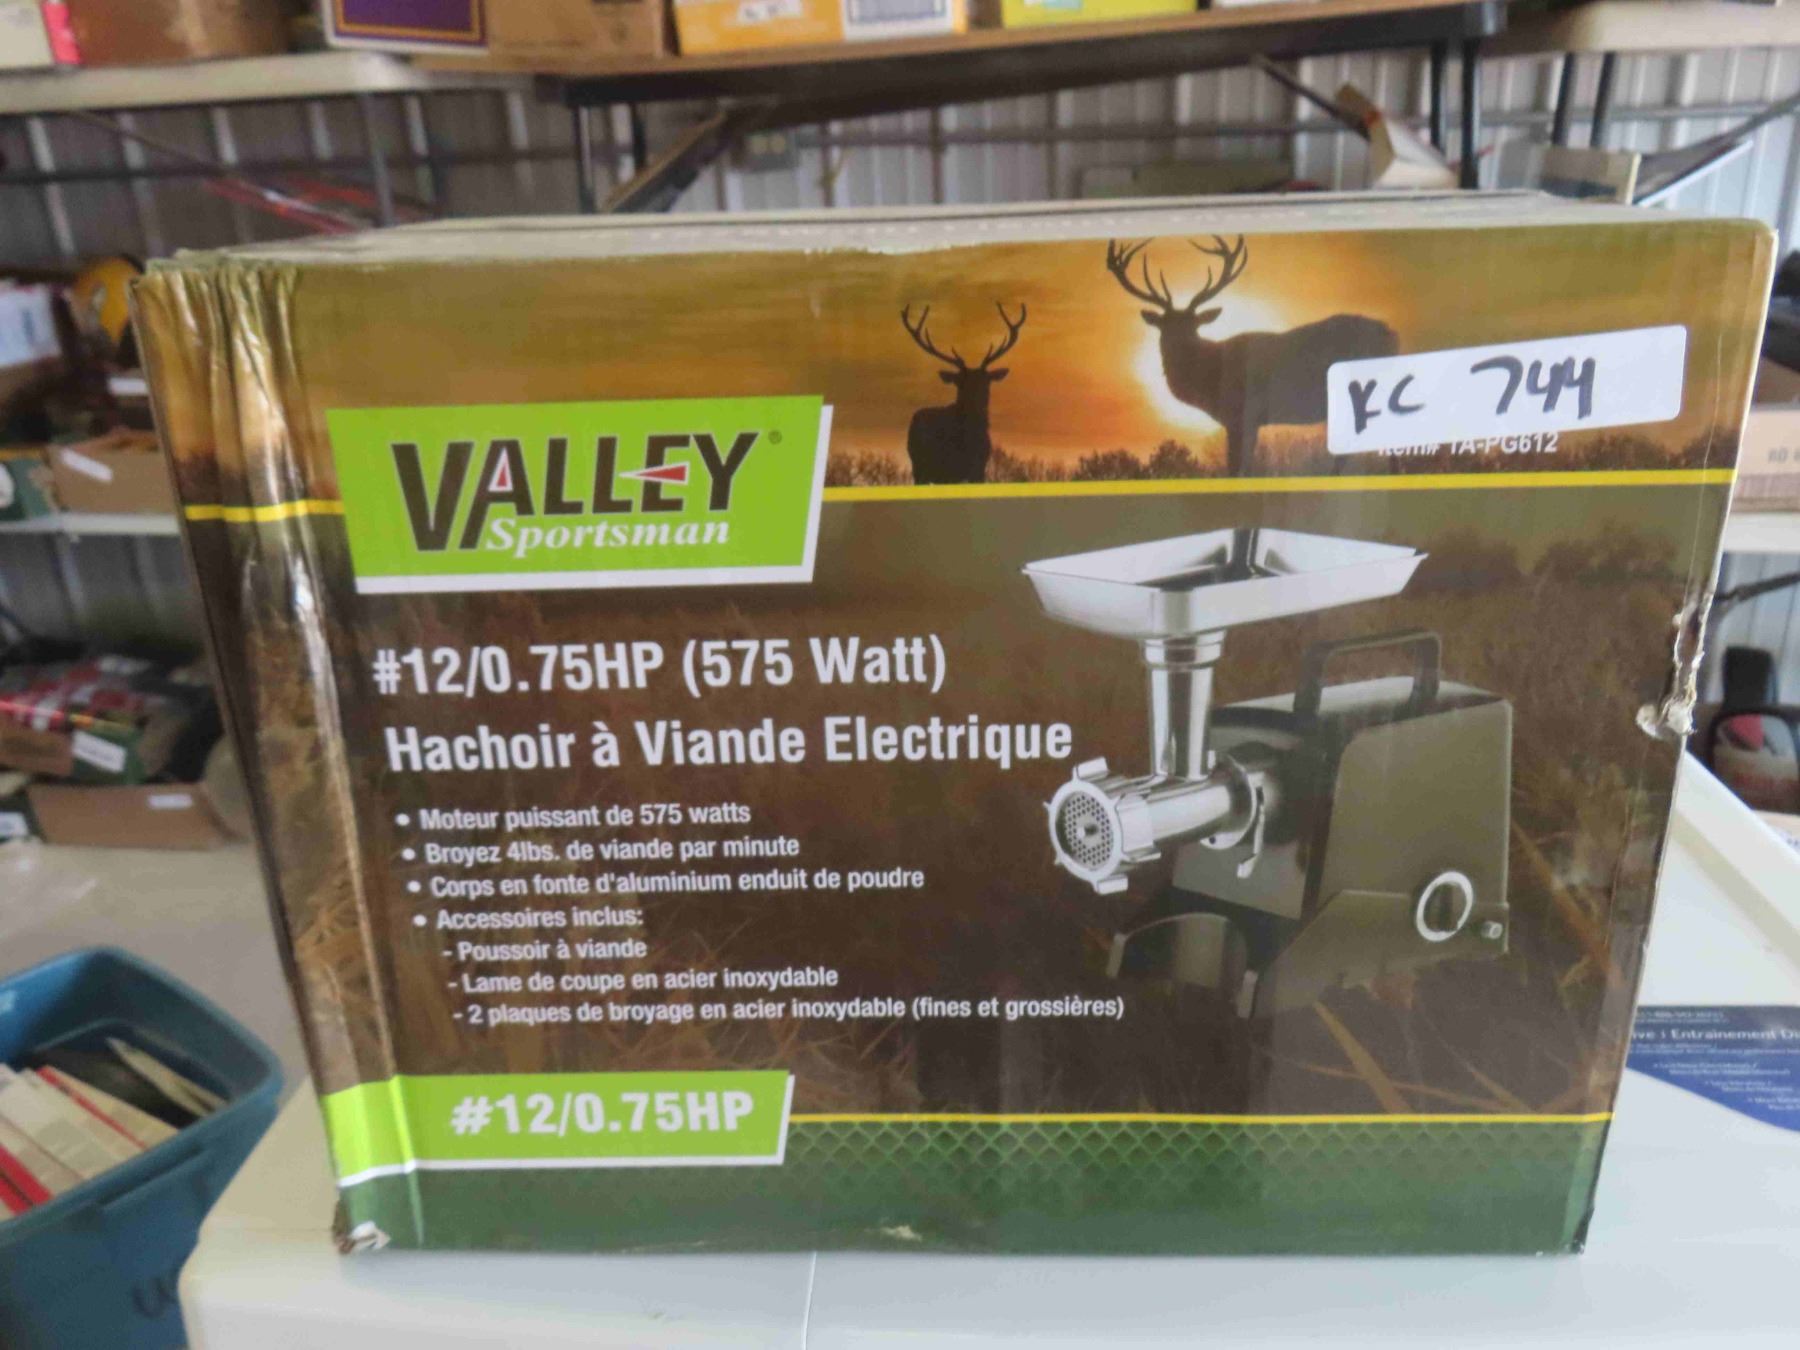 KC 744
Item# 1A-PG612
VALLEY®
Sportsman
#12/0.75HP (575 Watt)
Hachoir à Viande Electrique
• Moteur puissant de 575 watts
• Broyez 4lbs. de viande par minute
• Corps en fonte d'aluminium enduit de poudre
• Accessoires inclus:
- Poussoir à viande
- Lame de coupe en acier inoxydable
- 2 plaques de broyage en acier inoxydable (fines et grossières)
#12/0.75HP
Entrainement